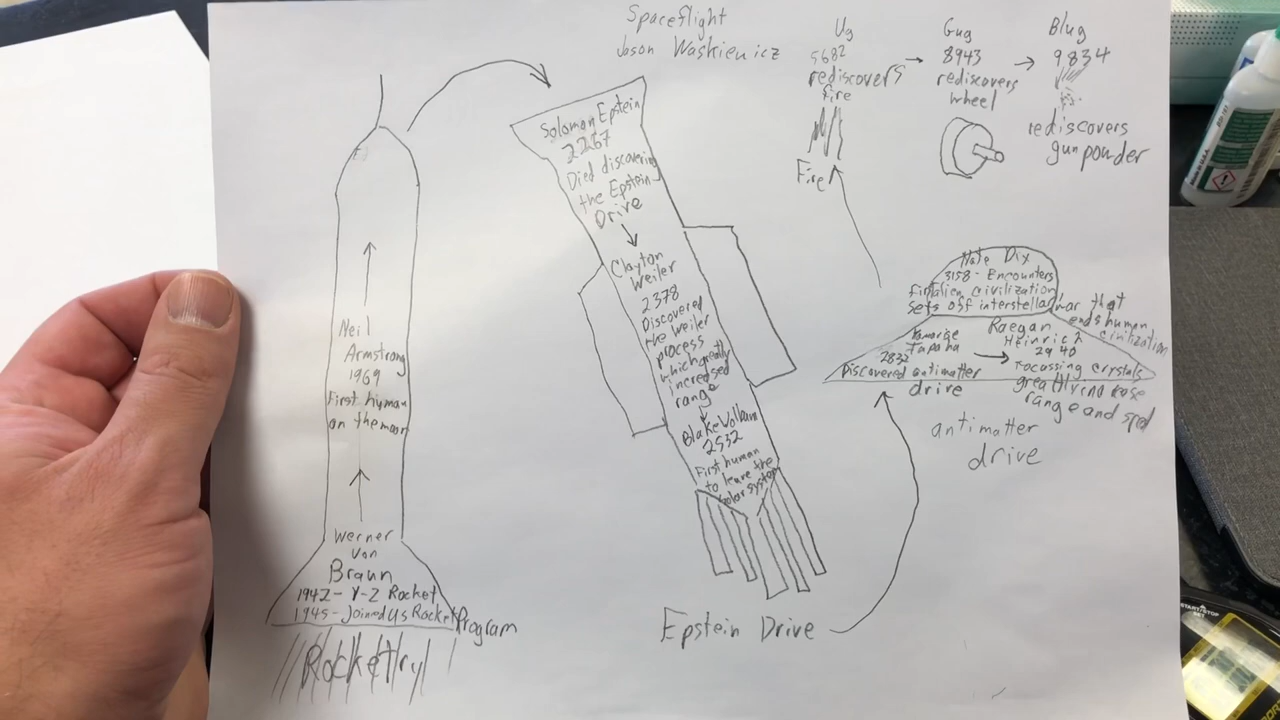 Spaceflight
Jason Waskiewicz
Neil
Armstrong
1969
First human
on the moon
Werner
von
Braun
1942- V-2 Rocket
1945- Joined US Rocket Program
Rocketry
Solomon Epstein
2267
Died discovering
the Epstein
Drive
Clayton
Weiler
2378
Discovered
the Weiler
process
which greatly
increased
range
Blake Wolbaum
2532
First human
to leave the
solar system
Epstein Drive
2832
Discovered antimatter
drive
Raegan
Heinrich
2940
Focussing crystals
greatly increase
range and spd
Nate Dix
3158- Encounters
first alien civilization
sets off interstellar war that
ends human
civilization
antimatter
drive
Ug
5682
rediscovers
fire
Fire
Gug
8943
rediscovers
wheel
Blug
9834
rediscovers
gunpowder
START/STOP
SET